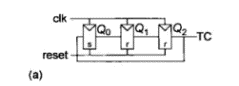 clk
Q0 Q1 Q2
TC
s r r
reset
(a)